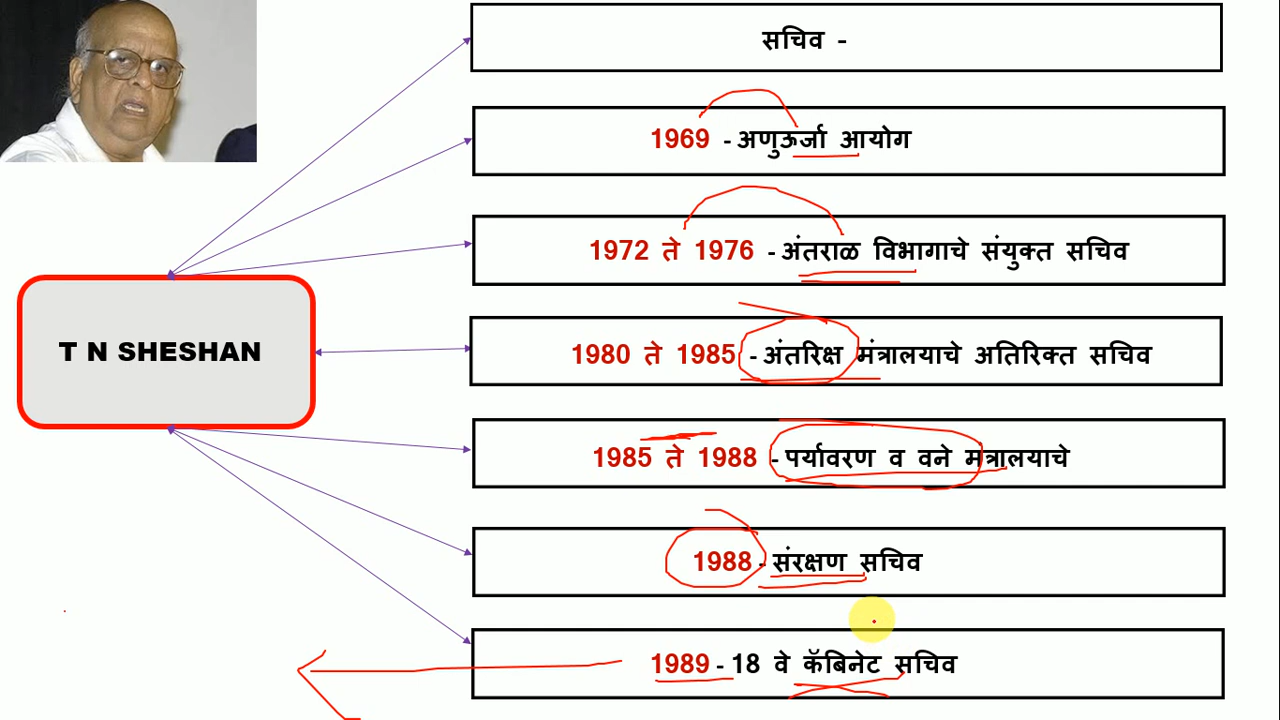 सचिव -
1969 - अणुऊर्जा आयोग
1972 ते 1976 - अंतराळ विभागाचे संयुक्त सचिव
T N SHESHAN
1980 ते 1985 - अंतरिक्ष मंत्रालयाचे अतिरिक्त सचिव
1985 ते 1988 - पर्यावरण व वने मंत्रालयाचे
1988 - संरक्षण सचिव
1989 - 18 वे कॅबिनेट सचिव